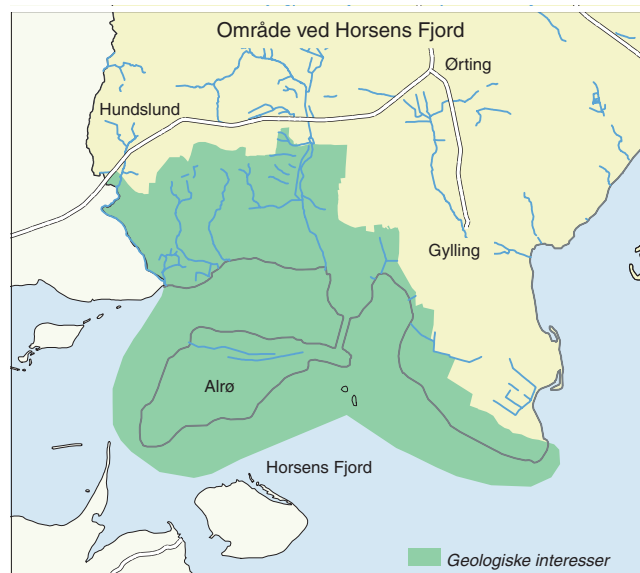 Område ved Horsens Fjord
Ørting
Hundslund
Gylling
Alrø
Horsens Fjord
Geologiske interesser